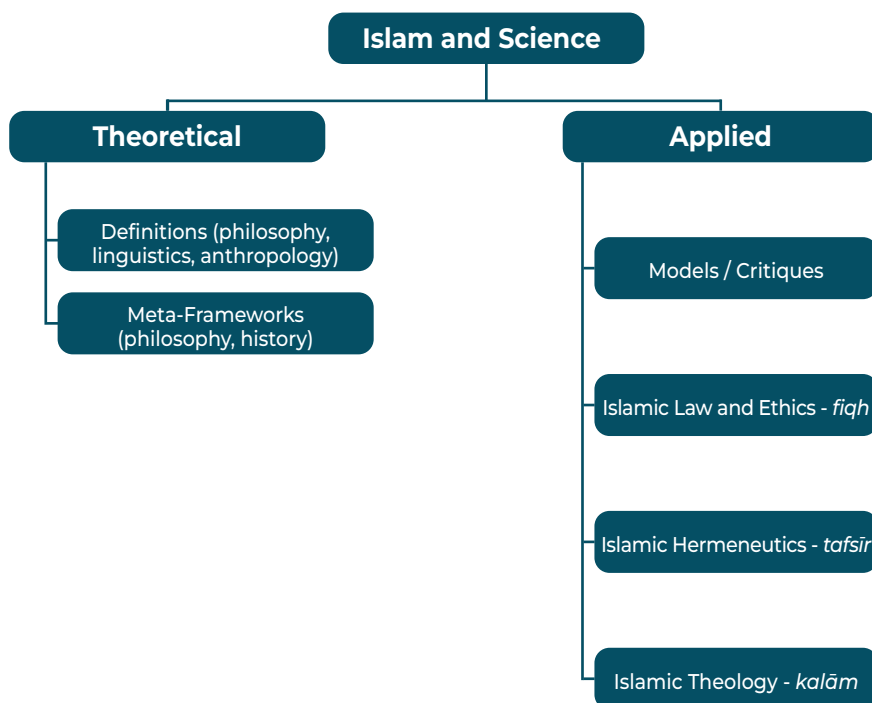 Islam and Science
Theoretical
Definitions (philosophy,
linguistics, anthropology)
Meta-Frameworks
(philosophy, history)
Applied
Models / Critiques
Islamic Law and Ethics - fiqh
Islamic Hermeneutics - tafsīr
Islamic Theology - kalām